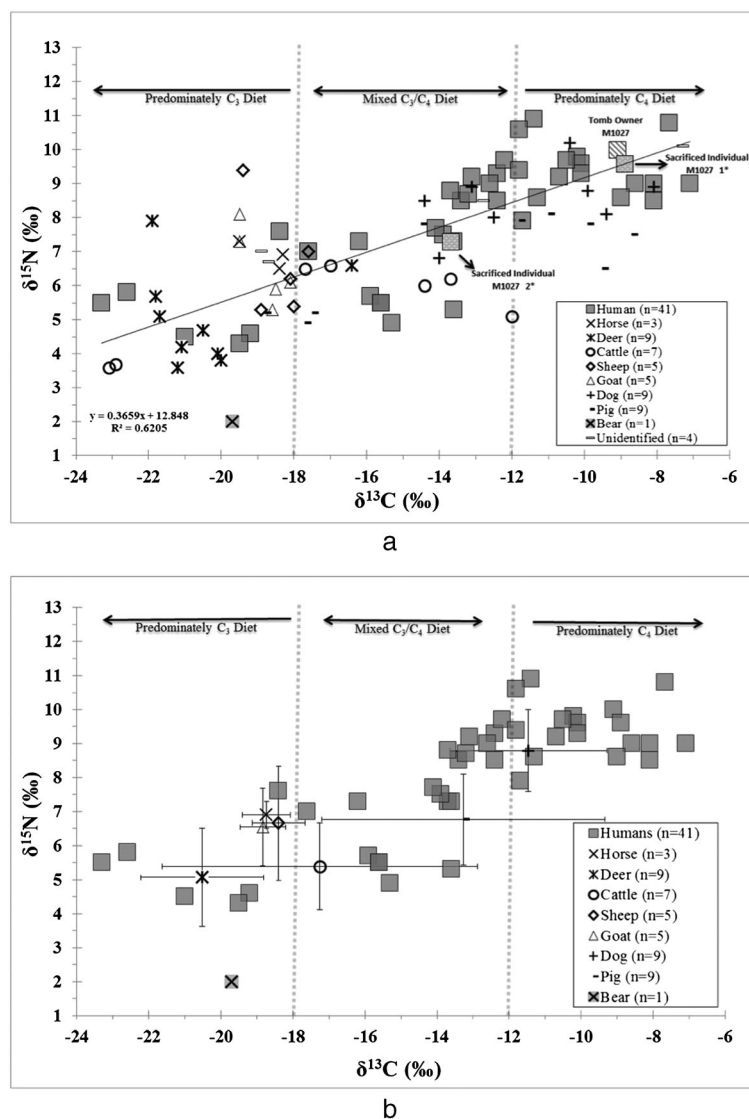 13
12
11
10
9
8
7
6
5
4
3
2
1
δ¹⁵N (‰)
Predominately C₃ Diet
Mixed C₃/C₄ Diet
Predominately C₄ Diet
Tomb Owner
M1027
Sacrificed Individual
M1027 1*
Sacrificed Individual
M1027 2*
y = 0.3659x + 12.848
R² = 0.6205
Human (n=41)
Horse (n=3)
Deer (n=9)
Cattle (n=7)
Sheep (n=5)
Goat (n=5)
Dog (n=9)
Pig (n=9)
Bear (n=1)
Unidentified (n=4)
-24 -22 -20 -18 -16 -14 -12 -10 -8 -6
δ¹³C (‰)
a
13
12
11
10
9
8
7
6
5
4
3
2
1
δ¹⁵N (‰)
Predominately C₃ Diet
Mixed C₃/C₄ Diet
Predominately C₄ Diet
Humans (n=41)
Horse (n=3)
Deer (n=9)
Cattle (n=7)
Sheep (n=5)
Goat (n=5)
Dog (n=9)
Pig (n=9)
Bear (n=1)
-24 -22 -20 -18 -16 -14 -12 -10 -8 -6
δ¹³C (‰)
b